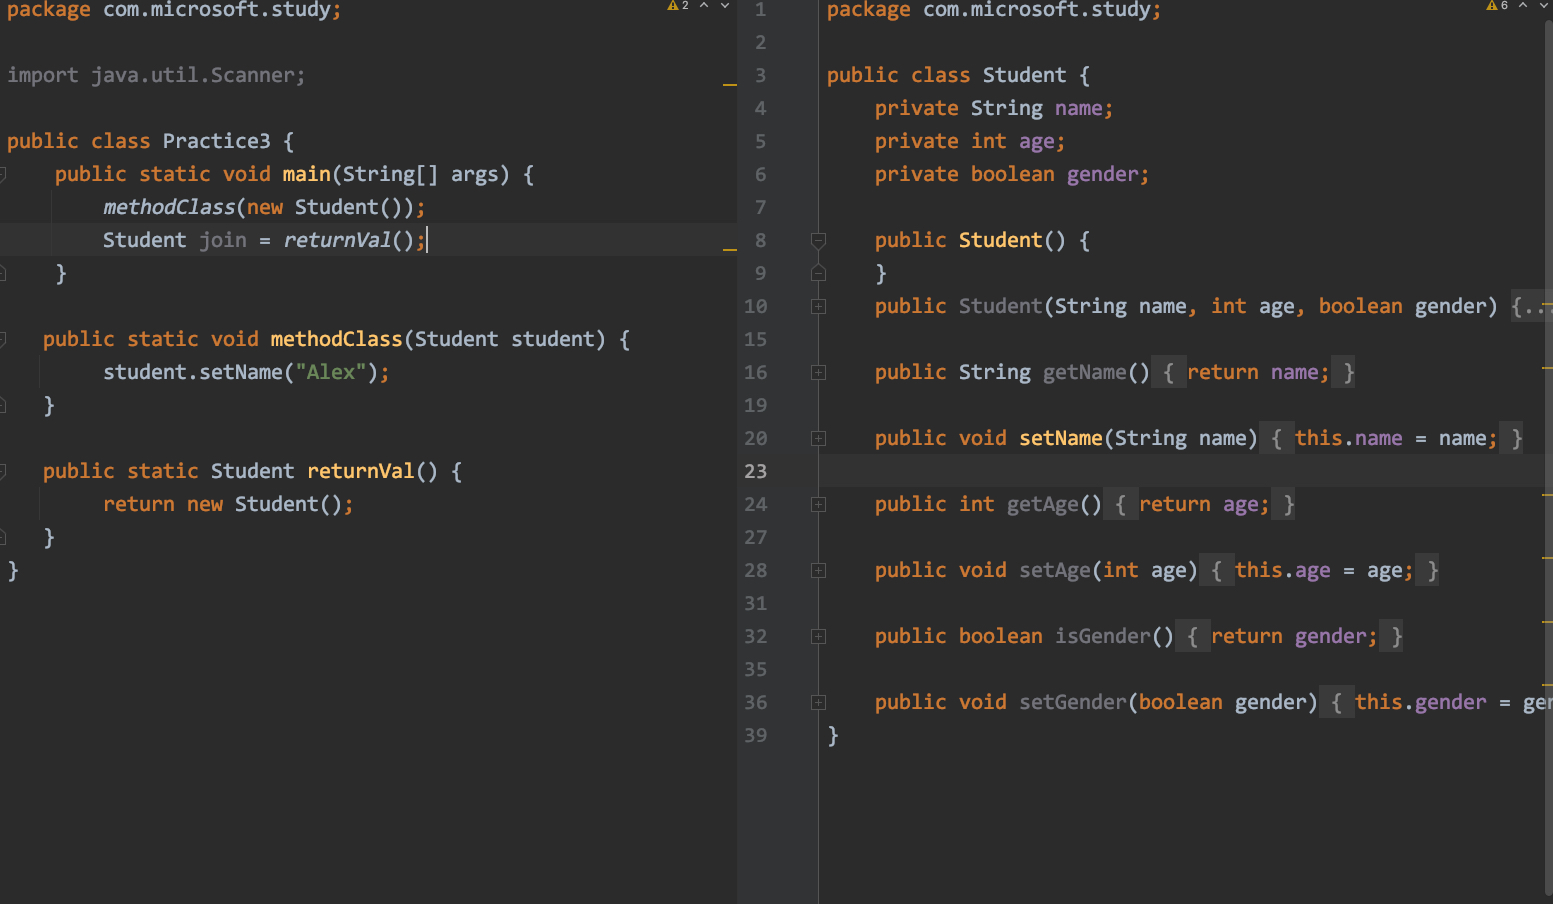 package com.microsoft.study;
import java.util.Scanner;
public class Practice3 {
public static void main(String[] args) {
methodClass(new Student());
Student join = returnVal();
}
public static void methodClass(Student student) {
student.setName("Alex");
}
public static Student returnVal() {
return new Student();
}
}
2
1 package com.microsoft.study;
6
2
3 public class Student {
4 private String name;
5 private int age;
6 private boolean gender;
7
8 public Student() {
9 }
10 public Student(String name, int age, boolean gender) {...
15
16 public String getName() { return name; }
19
20 public void setName(String name) { this.name = name; }
23
24 public int getAge() { return age; }
27
28 public void setAge(int age) { this.age = age; }
31
32 public boolean isGender() { return gender; }
35
36 public void setGender(boolean gender) { this.gender = ger
39 }